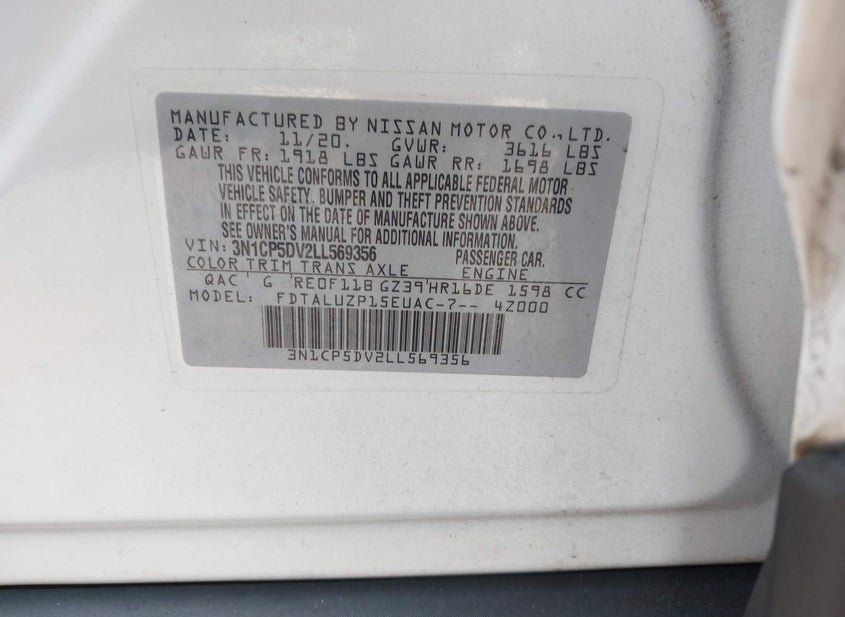 MANUFACTURED BY NISSAN MOTOR CO., LTD.
DATE: 11/20. GVWR: 3616 LBS
GAWR FR: 1918 LBS GAWR RR: 1698 LBS
THIS VEHICLE CONFORMS TO ALL APPLICABLE FEDERAL MOTOR
VEHICLE SAFETY, BUMPER AND THEFT PREVENTION STANDARDS
IN EFFECT ON THE DATE OF MANUFACTURE SHOWN ABOVE.
SEE OWNER'S MANUAL FOR ADDITIONAL INFORMATION.
VIN: 3N1CP5DV2LL569356 PASSENGER CAR.
COLOR TRIM TRANS AXLE ENGINE
QAC ' G ' RE0F11B GZ39'HR16DE 1598 CC
MODEL: FDTALUZP15EUAC-7-- 4Z000
3N1CP5DV2LL569356